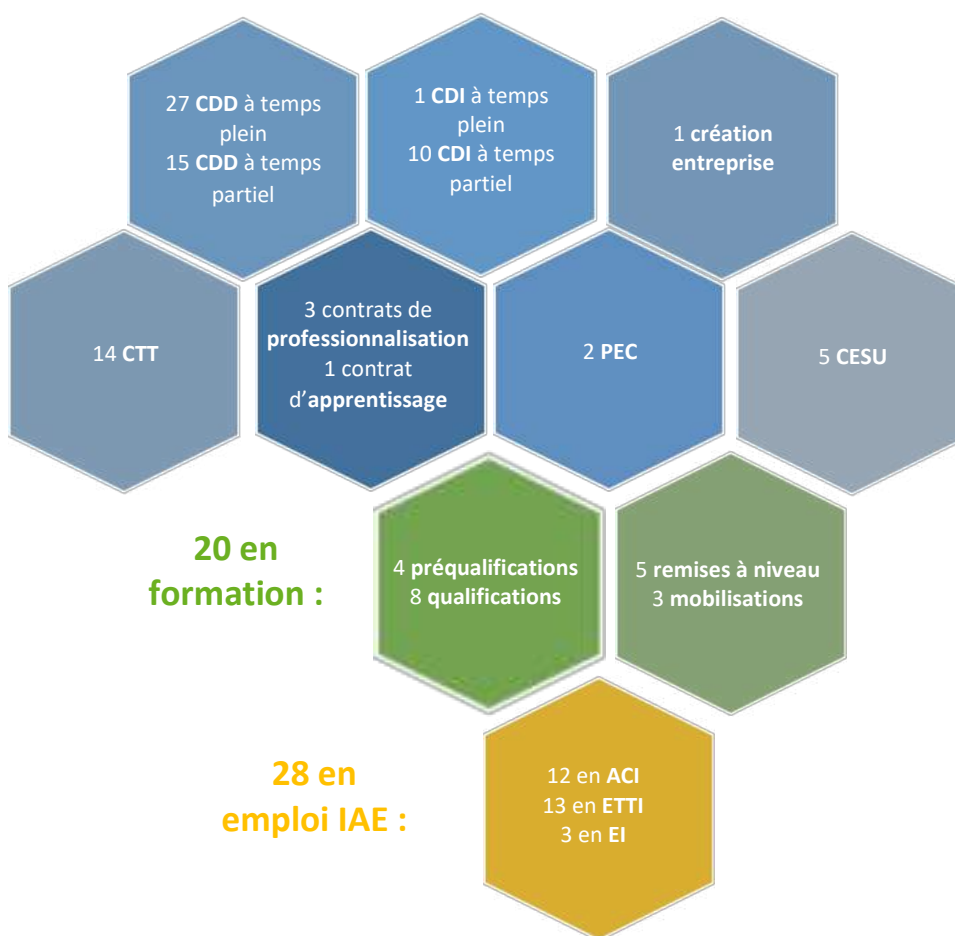 27 CDD à temps
plein
15 CDD à temps
partiel
1 CDI à temps
plein
10 CDI à temps
partiel
1 création
entreprise
14 CTT
3 contrats de
professionnalisation
1 contrat
d’apprentissage
2 PEC
5 CESU
20 en
formation :
4 préqualifications
8 qualifications
5 remises à niveau
3 mobilisations
28 en
emploi IAE :
12 en ACI
13 en ETTI
3 en EI